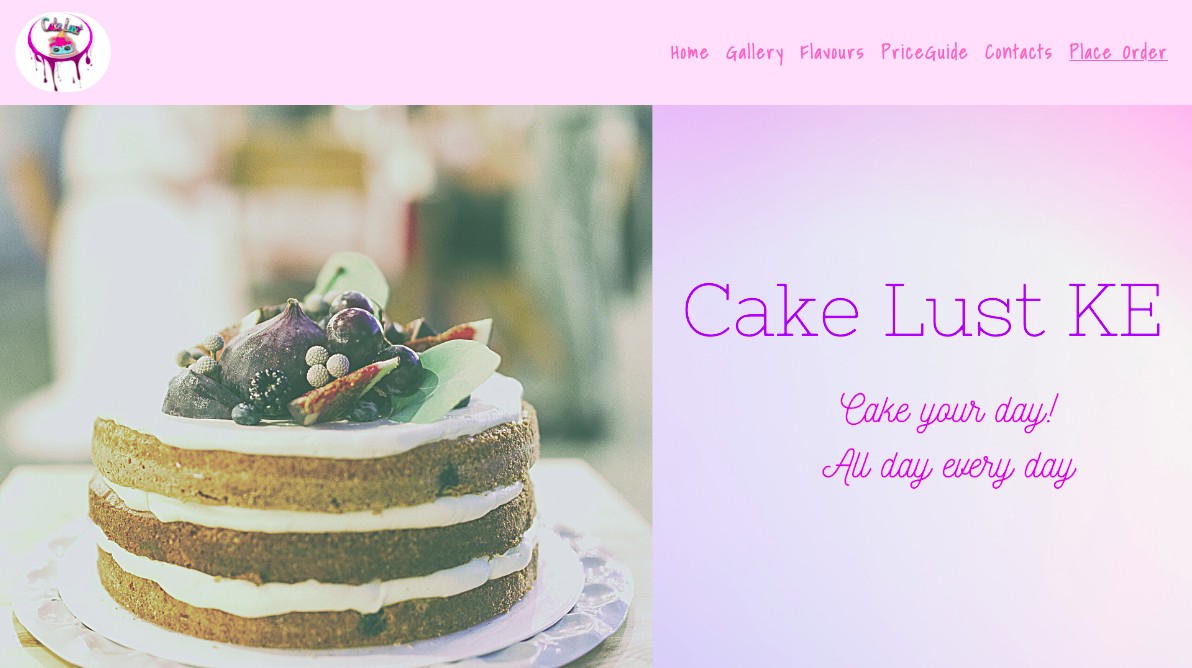 Cake Lust
Home Gallery Flavours PriceGuide Contacts Place Order
Cake Lust KE
Cake your day!
All day every day